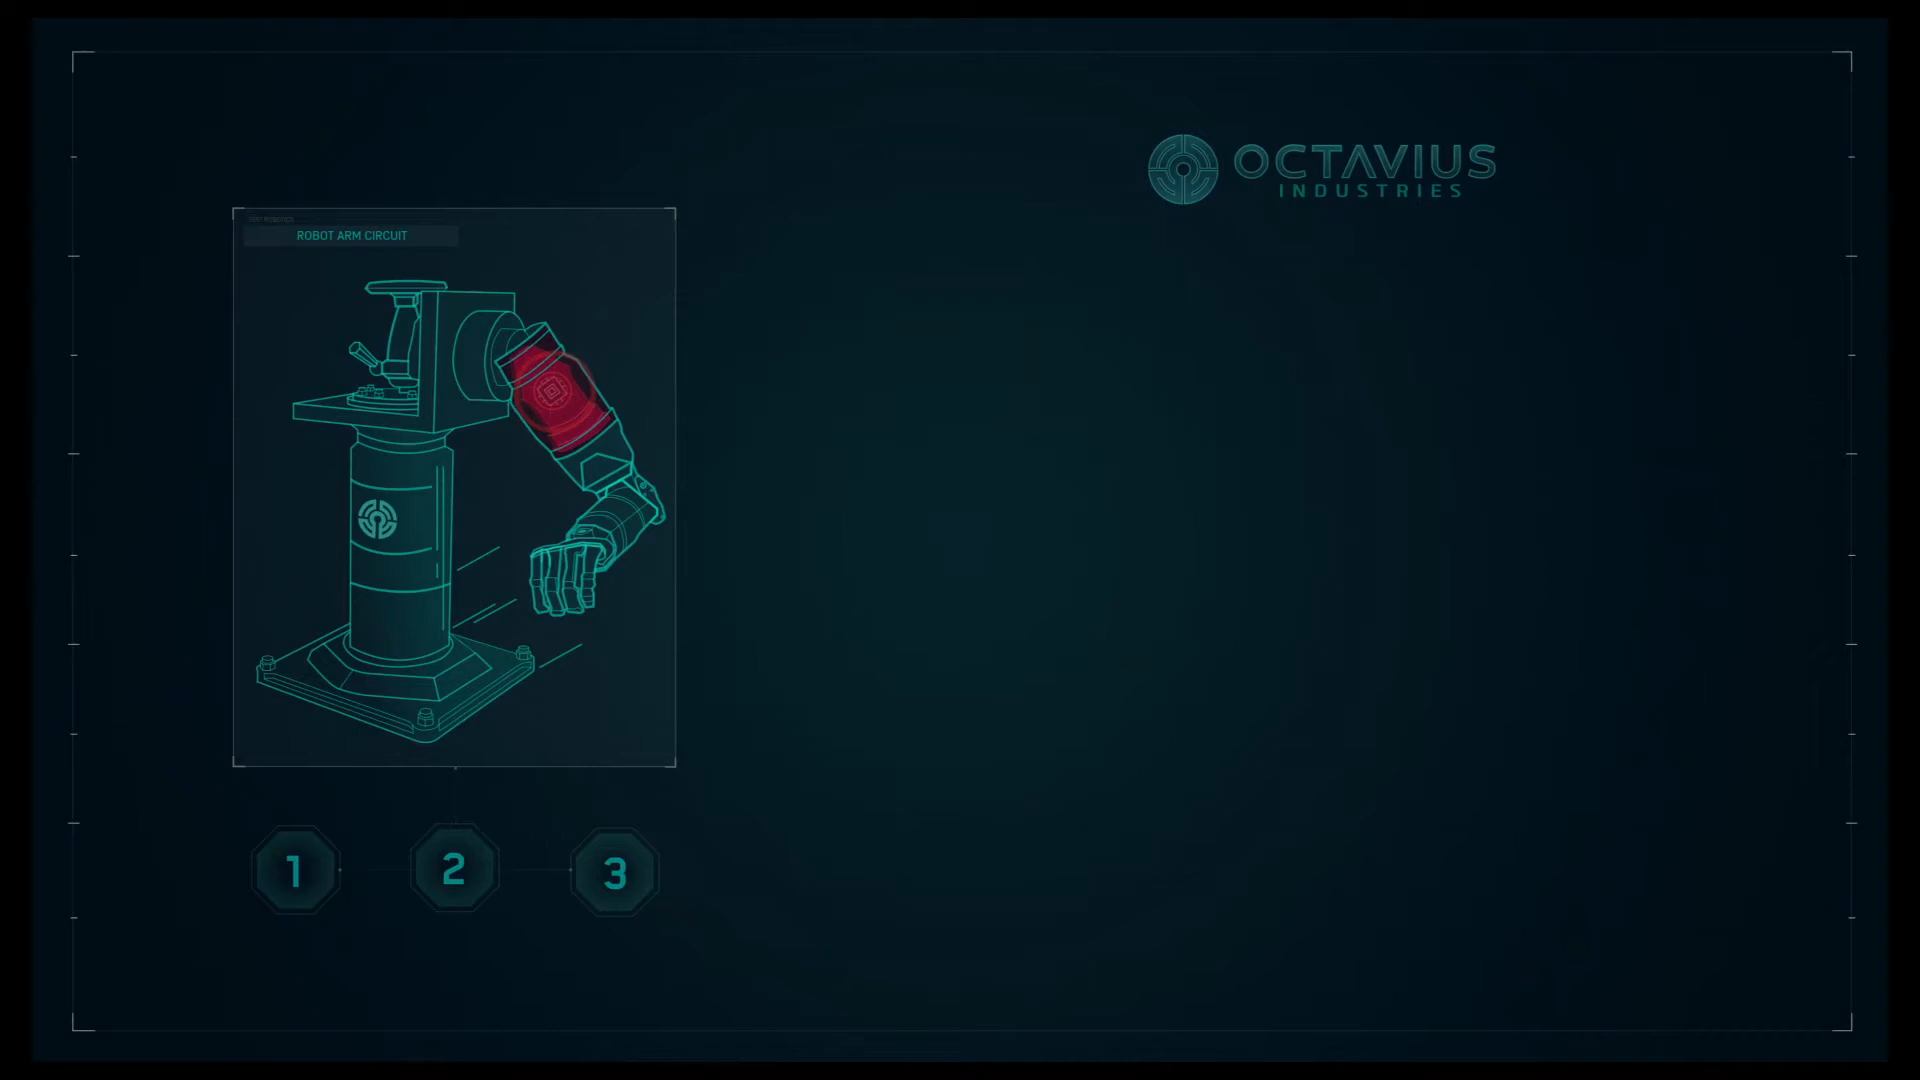 OCTAVIUS
INDUSTRIES
ROBOT ARM CIRCUIT
1
2
3